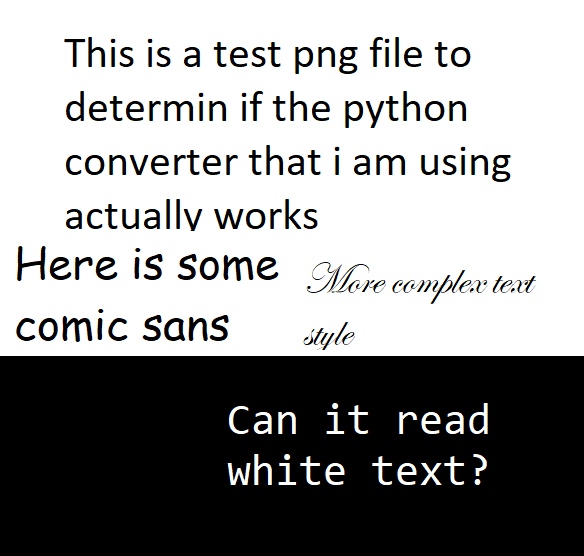 This is a test png file to
determin if the python
converter that i am using
actually works
Here is some
comic sans
More complex text
style
Can it read
white text?